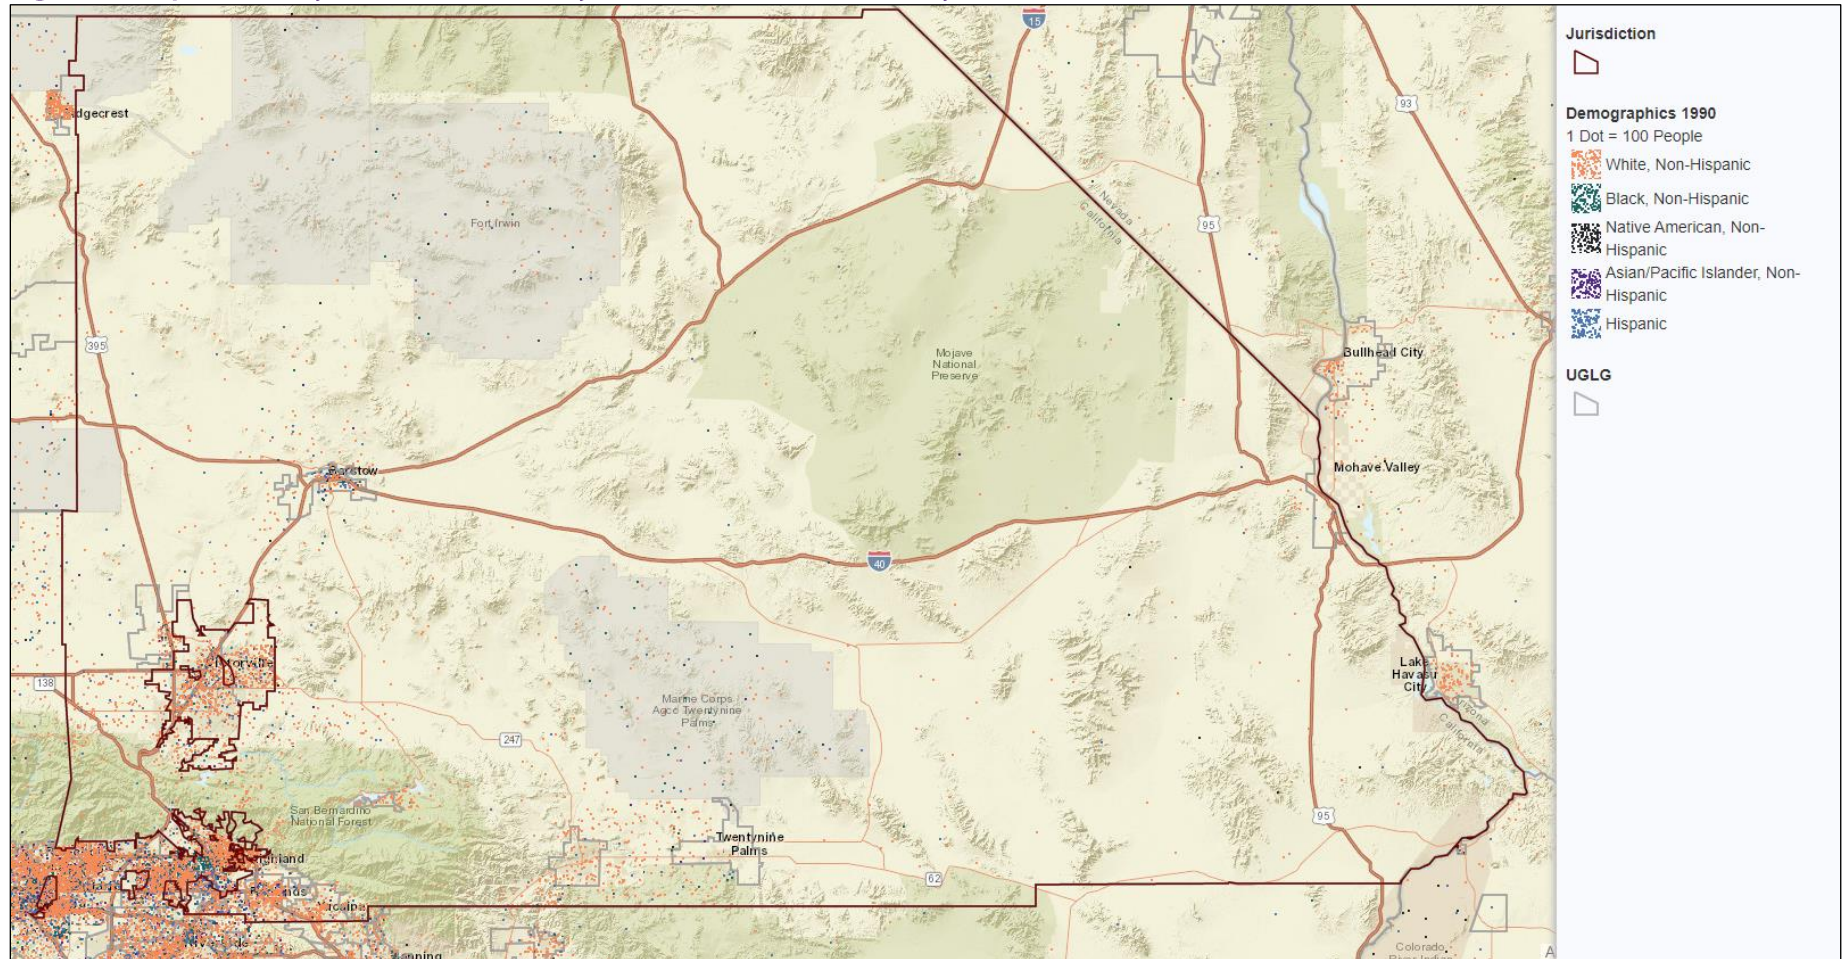 15
Jurisdiction
93
Demographics 1990
dgecrest
1 Dot = 100 People
White, Non-Hispanic
Black, Non-Hispanic
Nevada
California
Fort Irwin
95
Native American, Non-
Hispanic
Asian/Pacific Islander, Non-
Hispanic
Hispanic
395
Mojave
National
Preserve
Bullhead City
UGLG
Barstow
Mohave Valley
40
138
Lake
Havasu
City
Marine Corps
Agcc Twentynine
Palms
Arizona
California
247
San Bernardino
National Forest
95
Twentynine
Palms
62
Colorado